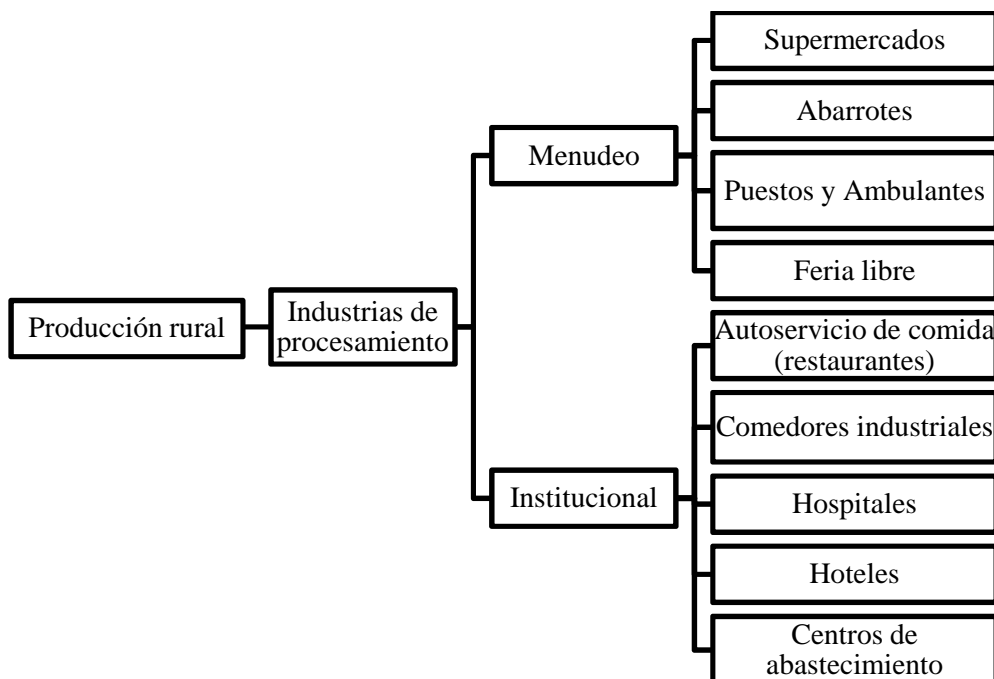 Producción rural
Industrias de
procesamiento
Menudeo
Supermercados
Abarrotes
Puestos y Ambulantes
Feria libre
Institucional
Autoservicio de comida
(restaurantes)
Comedores industriales
Hospitales
Hoteles
Centros de
abastecimiento